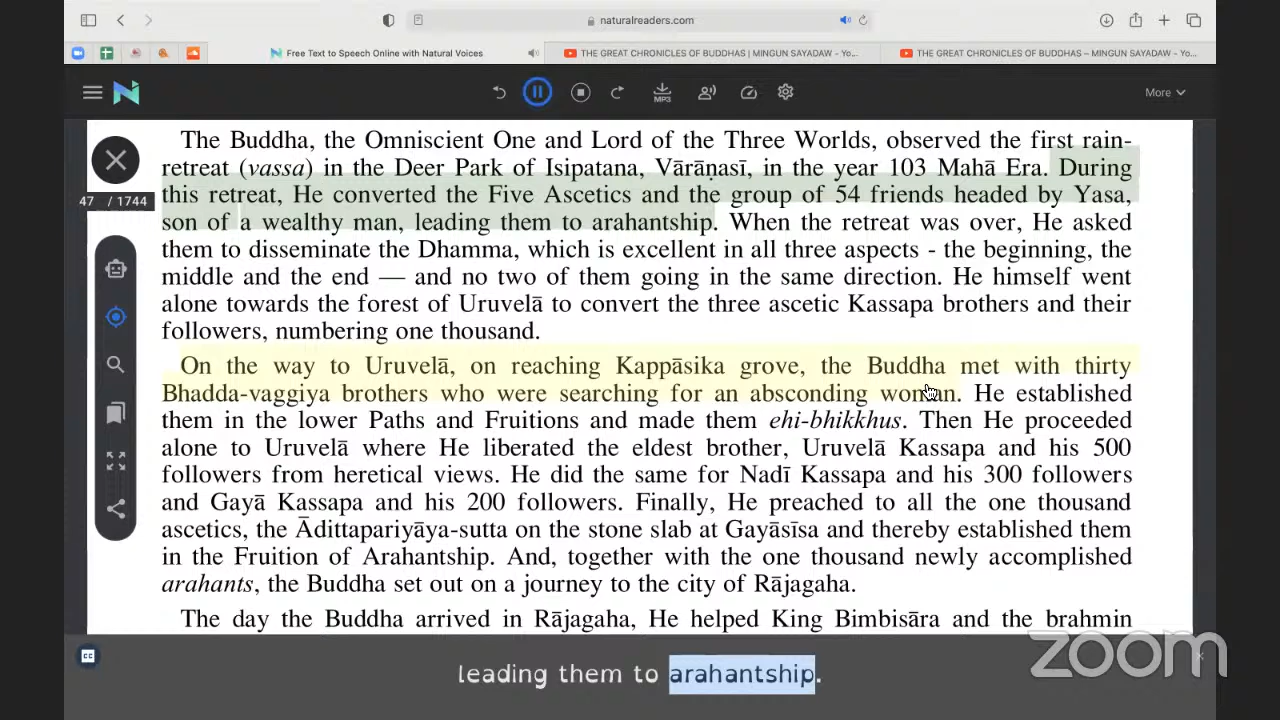 naturalreaders.com
Free Text to Speech Online with Natural Voices
THE GREAT CHRONICLES OF BUDDHAS | MINGUN SAYADAW - Yo...
THE GREAT CHRONICLES OF BUDDHAS – MINGUN SAYADAW - Yo...
MP3
More
The Buddha, the Omniscient One and Lord of the Three Worlds, observed the first rain-
retreat (vassa) in the Deer Park of Isipatana, Vārāṇasī, in the year 103 Mahā Era. During
this retreat, He converted the Five Ascetics and the group of 54 friends headed by Yasa,
47 / 1744
son of a wealthy man, leading them to arahantship. When the retreat was over, He asked
them to disseminate the Dhamma, which is excellent in all three aspects - the beginning, the
middle and the end — and no two of them going in the same direction. He himself went
alone towards the forest of Uruvelā to convert the three ascetic Kassapa brothers and their
followers, numbering one thousand.
On the way to Uruvelā, on reaching Kappāsika grove, the Buddha met with thirty
Bhadda-vaggiya brothers who were searching for an absconding woman. He established
them in the lower Paths and Fruitions and made them ehi-bhikkhus. Then He proceeded
alone to Uruvelā where He liberated the eldest brother, Uruvelā Kassapa and his 500
followers from heretical views. He did the same for Nadī Kassapa and his 300 followers
and Gayā Kassapa and his 200 followers. Finally, He preached to all the one thousand
ascetics, the Ādittapariyāya-sutta on the stone slab at Gayāsīsa and thereby established them
in the Fruition of Arahantship. And, together with the one thousand newly accomplished
arahants, the Buddha set out on a journey to the city of Rājagaha.
The day the Buddha arrived in Rājagaha, He helped King Bimbisāra and the brahmin
CC
leading them to arahantship.
zoom